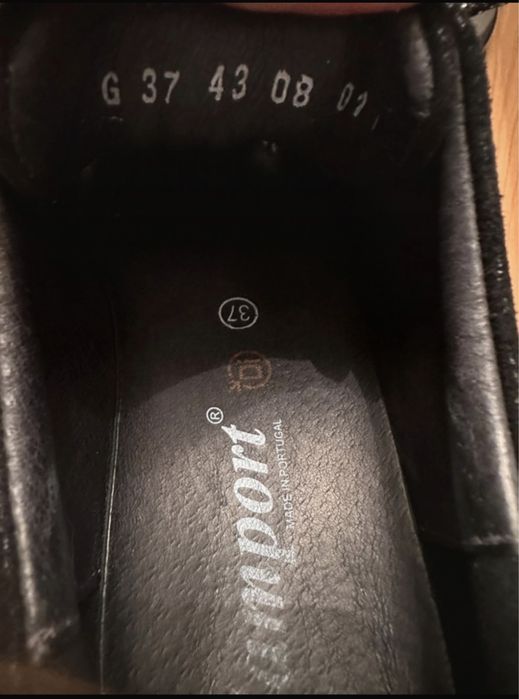 G 37 43 08 01
37
mport®
MADE IN PORTUGAL